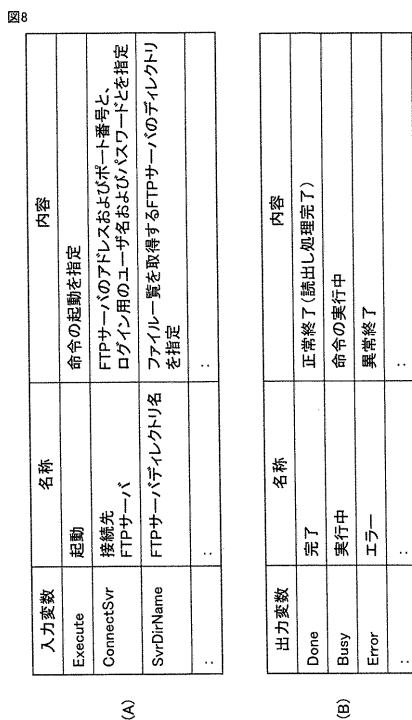 図8
(A)
入力変数 名称 内容
Execute 起動 命令の起動を指定
ConnectSvr 接続先 FTPサーバのアドレスおよびポート番号と、
FTPサーバ ログイン用のユーザ名およびパスワードとを指定
SvrDirName FTPサーバディレクトリ名 ファイル一覧を取得するFTPサーバのディレクトリ
を指定
: : :
(B)
出力変数 名称 内容
Done 完了 正常終了(読出し処理完了)
Busy 実行中 命令の実行中
Error エラー 異常終了
: : :